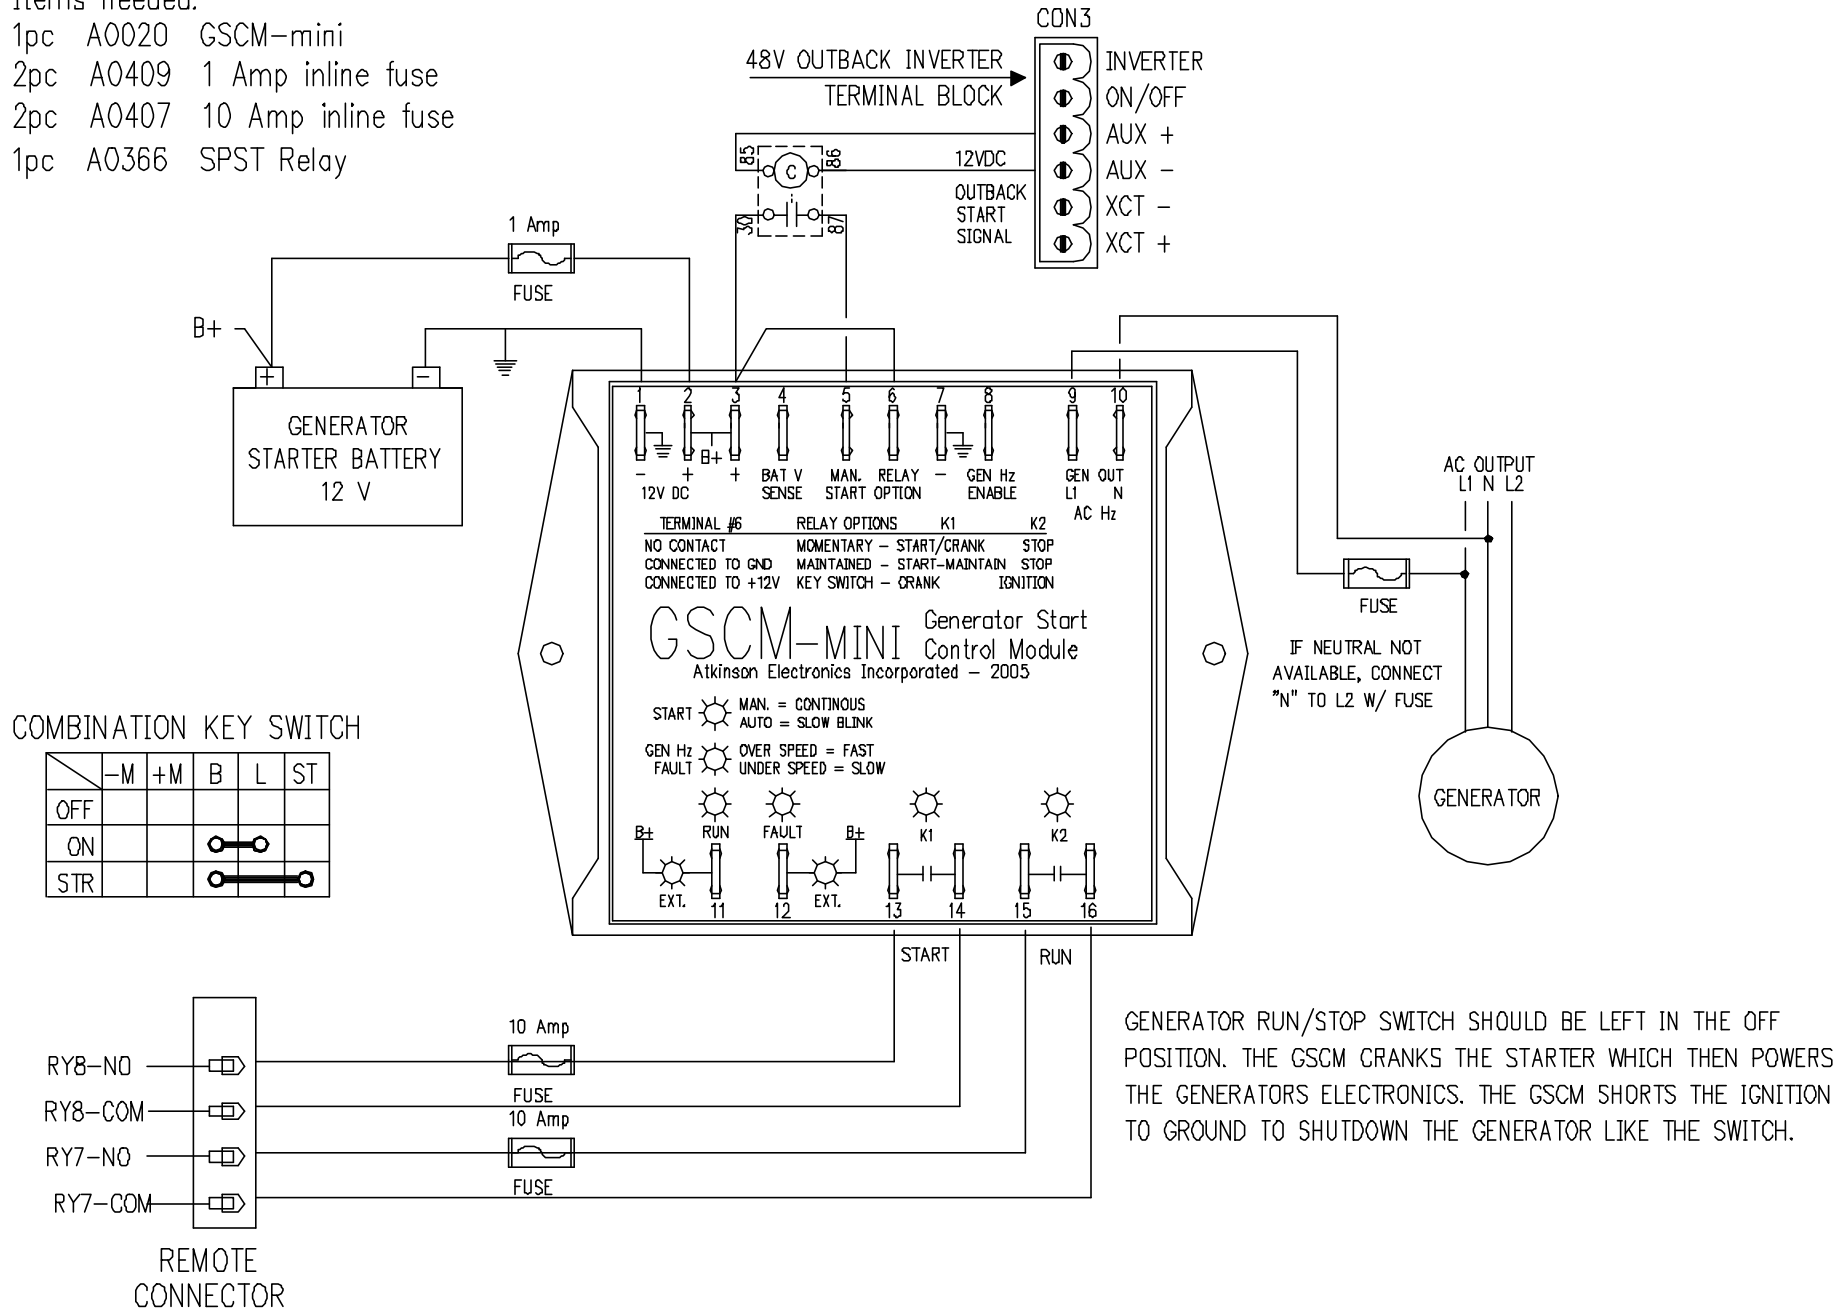 Items needed:
1pc A0020 GSCM-mini
2pc A0409 1 Amp inline fuse
2pc A0407 10 Amp inline fuse
1pc A0366 SPST Relay
CON3
48V OUTBACK INVERTER
TERMINAL BLOCK
INVERTER
ON/OFF
AUX +
AUX -
XCT -
XCT +
85
86
C
30
87
12VDC
OUTBACK
START
SIGNAL
1 Amp
FUSE
B+
+
-
GENERATOR
STARTER BATTERY
12 V
1 2 3 4 5 6 7 8 9 10
B+
- + + BAT V MAN. RELAY - GEN Hz GEN OUT
12V DC SENSE START OPTION ENABLE L1 N
AC Hz
TERMINAL #6 RELAY OPTIONS K1 K2
NO CONTACT MOMENTARY - START/CRANK STOP
CONNECTED TO GND MAINTAINED - START-MAINTAIN STOP
CONNECTED TO +12V KEY SWITCH - CRANK IGNITION
GSCM-MINI
Generator Start
Control Module
Atkinson Electronics Incorporated - 2005
START
MAN. = CONTINOUS
AUTO = SLOW BLINK
GEN Hz
FAULT
OVER SPEED = FAST
UNDER SPEED = SLOW
B+ RUN FAULT B+ K1 K2
EXT. 11 12 EXT. 13 14 15 16
START
RUN
AC OUTPUT
L1 N L2
FUSE
IF NEUTRAL NOT
AVAILABLE, CONNECT
"N" TO L2 W/ FUSE
GENERATOR
COMBINATION KEY SWITCH
-M +M B L ST
OFF
ON
STR
RY8-NO
RY8-COM
RY7-NO
RY7-COM
REMOTE
CONNECTOR
10 Amp
FUSE
10 Amp
FUSE
GENERATOR RUN/STOP SWITCH SHOULD BE LEFT IN THE OFF
POSITION. THE GSCM CRANKS THE STARTER WHICH THEN POWERS
THE GENERATORS ELECTRONICS. THE GSCM SHORTS THE IGNITION
TO GROUND TO SHUTDOWN THE GENERATOR LIKE THE SWITCH.